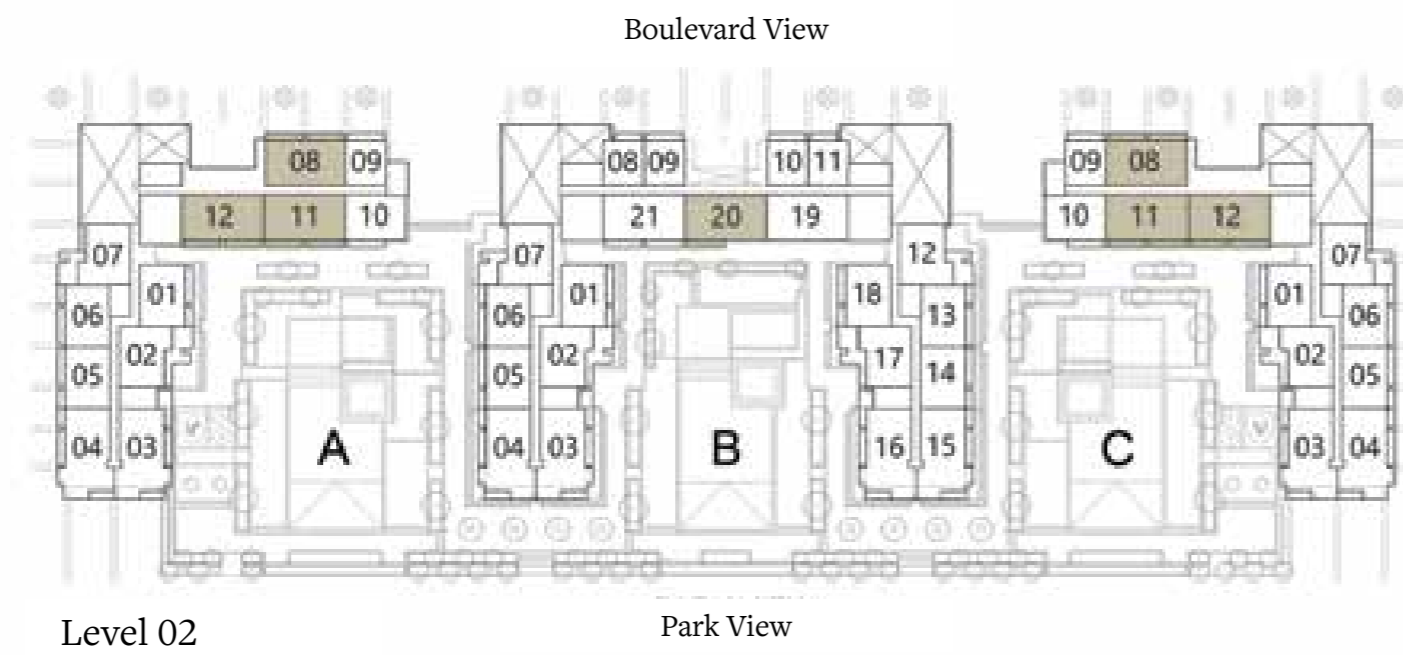 Boulevard View
08 09 08 09 10 11 09 08
12 11 10 21 20 19 10 11 12
07 07 12 07
01 01 18 01
06 06 13 06
02 02 17 02
05 05 14 05
04 03 A 04 03 B 16 15 C 03 04
Level 02
Park View